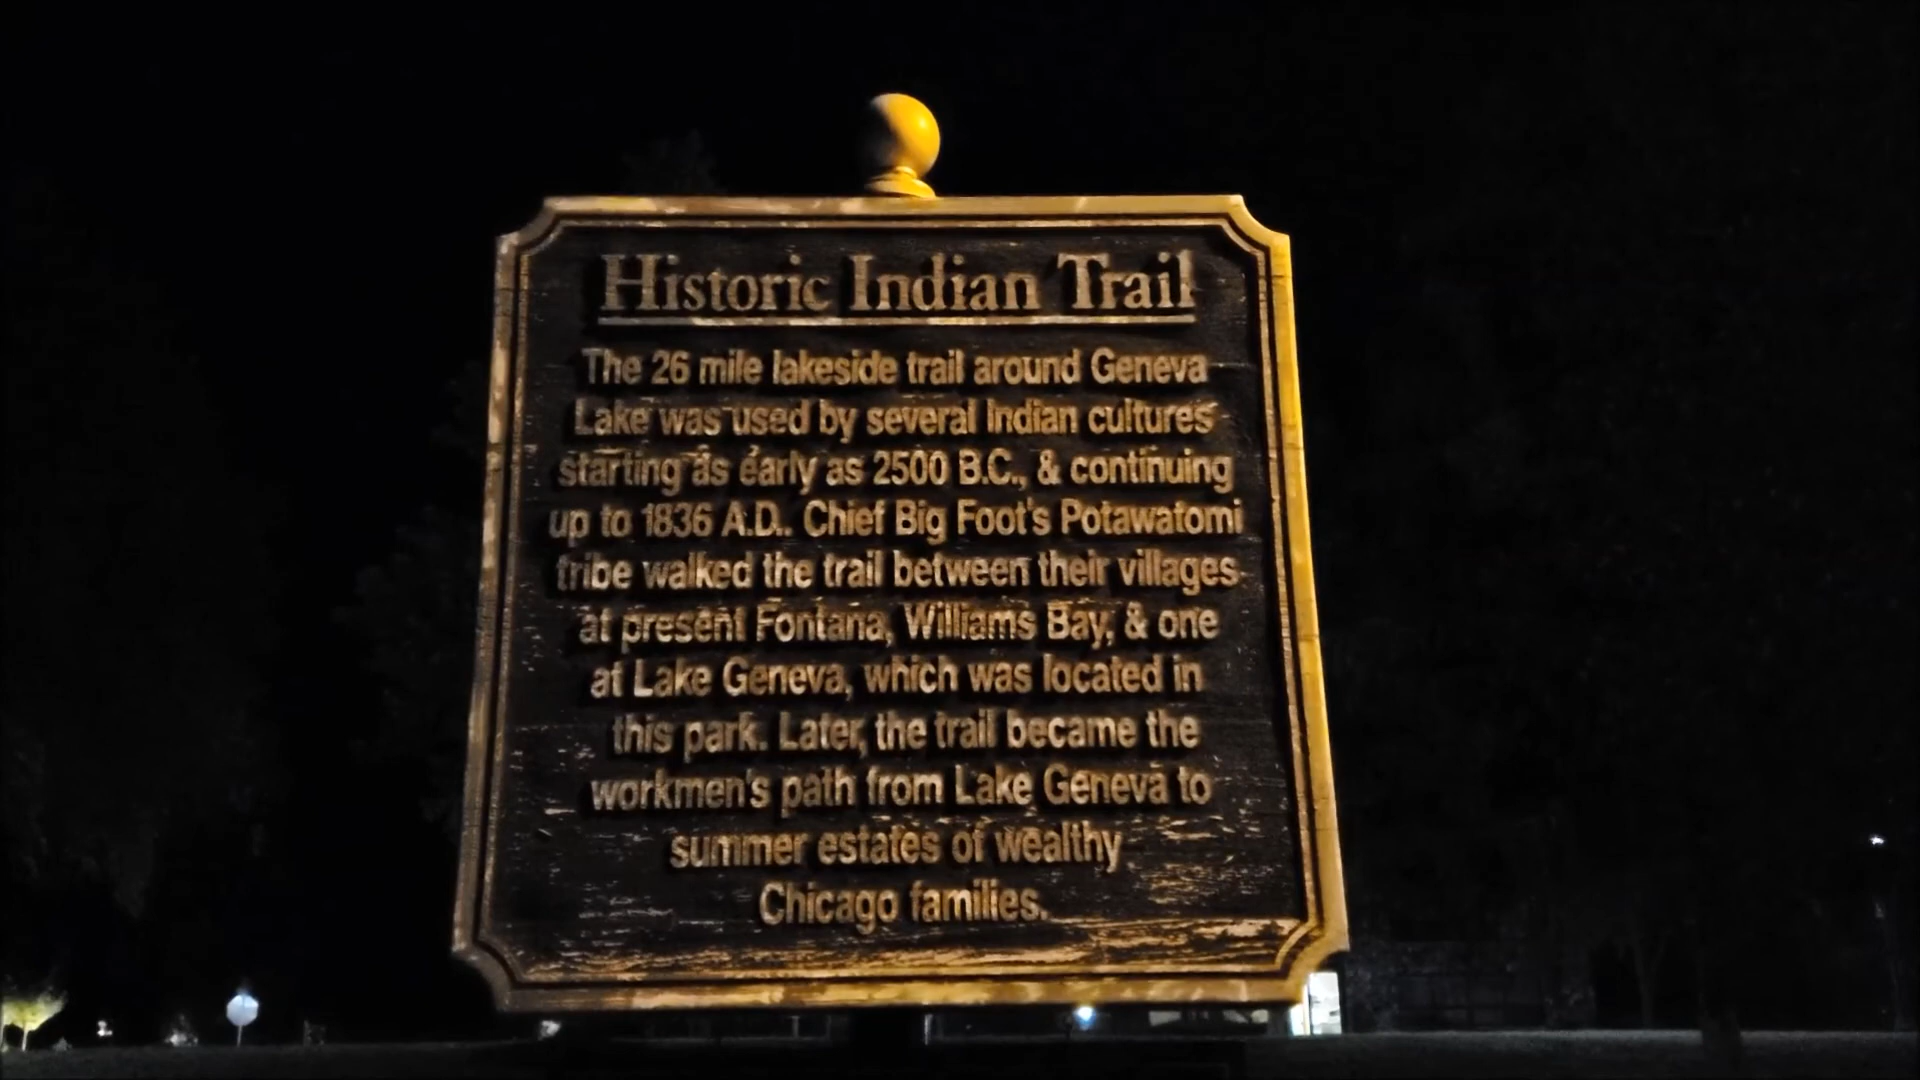 Historic Indian Trail
The 26 mile lakeside trail around Geneva
Lake was used by several Indian cultures
starting as early as 2500 B.C., & continuing
up to 1836 A.D.. Chief Big Foot's Potawatomi
tribe walked the trail between their villages
at present Fontana, Williams Bay, & one
at Lake Geneva, which was located in
this park. Later, the trail became the
workmen's path from Lake Geneva to
summer estates of wealthy
Chicago families.